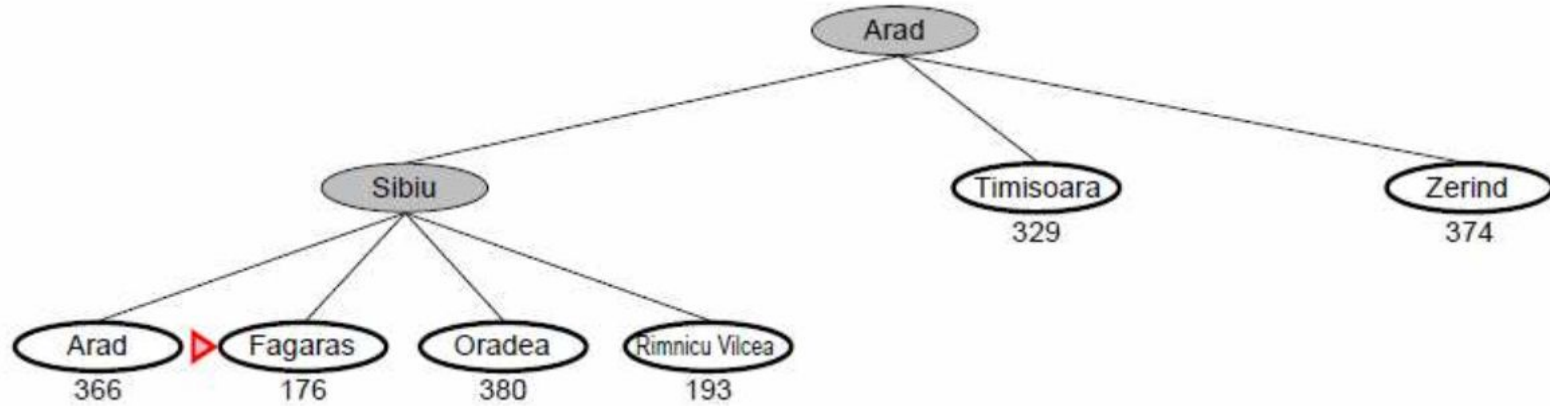 Arad
Sibiu
Timisoara
Zerind
329
374
Arad
Fagaras
Oradea
Rimnicu Vilcea
366
176
380
193